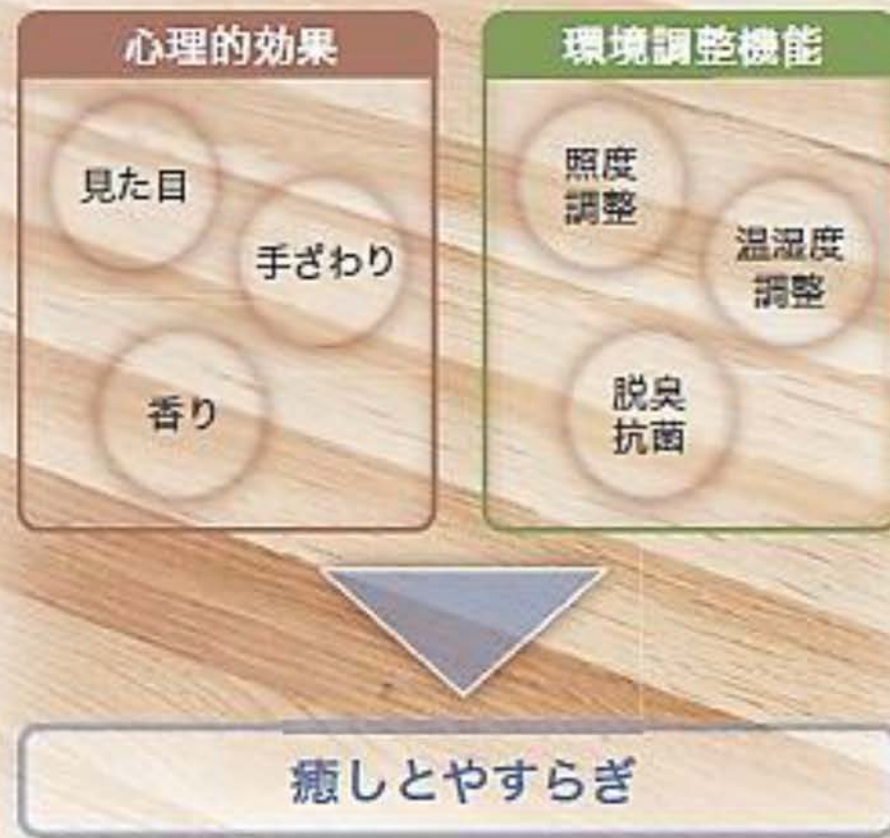 心理的効果
見た目
手ざわり
香り
環境調整機能
照度
調整
温湿度
調整
脱臭
抗菌
癒しとやすらぎ